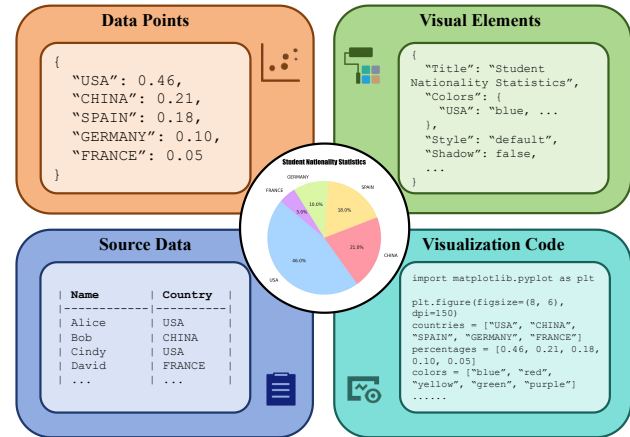 Data Points
{
“USA”: 0.46,
“CHINA”: 0.21,
“SPAIN”: 0.18,
“GERMANY”: 0.10,
“FRANCE”: 0.05
}
Visual Elements
{
“Title”: “Student
Nationality Statistics”,
“Colors”: {
“USA”: “blue, ...
},
“Style”: “default”,
“Shadow”: false,
...
}
Student Nationality Statistics
GERMANY
SPAIN
FRANCE
10.0%
18.0%
5.0%
21.0%
CHINA
46.0%
USA
Source Data
| Name | Country |
|------------|---------|
| Alice | USA |
| Bob | CHINA |
| Cindy | USA |
| David | FRANCE |
| ... | ... |
Visualization Code
import matplotlib.pyplot as plt
plt.figure(figsize=(8, 6),
dpi=150)
countries = [“USA”, “CHINA”,
“SPAIN”, “GERMANY”, “FRANCE”]
percentages = [0.46, 0.21, 0.18,
0.10, 0.05]
colors = [“blue”, “red”,
“yellow”, “green”, “purple”]
......